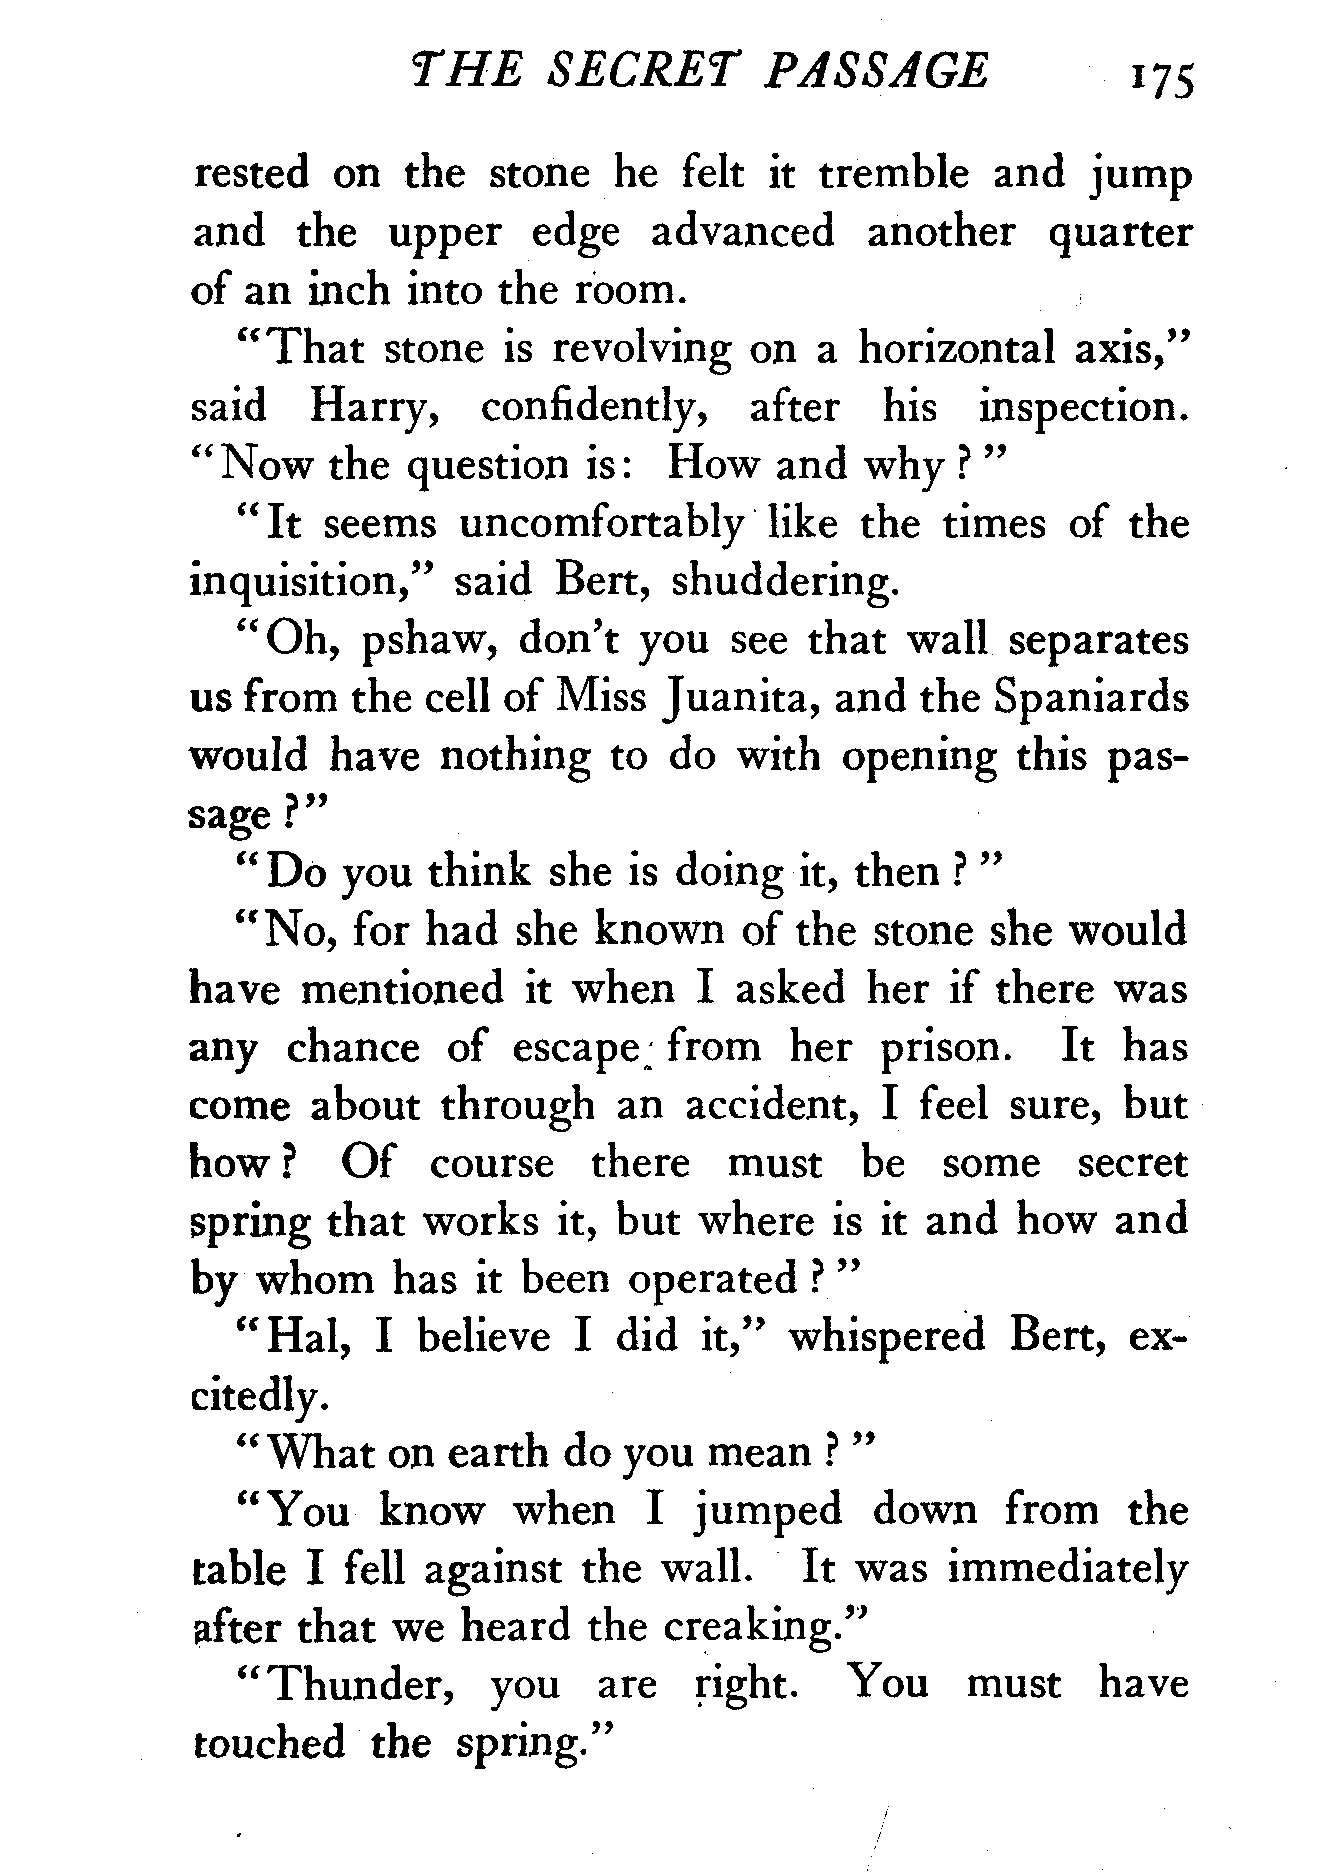 THE SECRET PASSAGE 175
rested on the stone he felt it tremble and jump
and the upper edge advanced another quarter
of an inch into the room.
"That stone is revolving on a horizontal axis,"
said Harry, confidently, after his inspection.
"Now the question is: How and why?"
"It seems uncomfortably like the times of the
inquisition," said Bert, shuddering.
"Oh, pshaw, don't you see that wall separates
us from the cell of Miss Juanita, and the Spaniards
would have nothing to do with opening this pas-
sage?"
"Do you think she is doing it, then?"
"No, for had she known of the stone she would
have mentioned it when I asked her if there was
any chance of escape from her prison. It has
come about through an accident, I feel sure, but
how? Of course there must be some secret
spring that works it, but where is it and how and
by whom has it been operated?"
"Hal, I believe I did it," whispered Bert, ex-
citedly.
"What on earth do you mean?"
"You know when I jumped down from the
table I fell against the wall. It was immediately
after that we heard the creaking."
"Thunder, you are right. You must have
touched the spring."